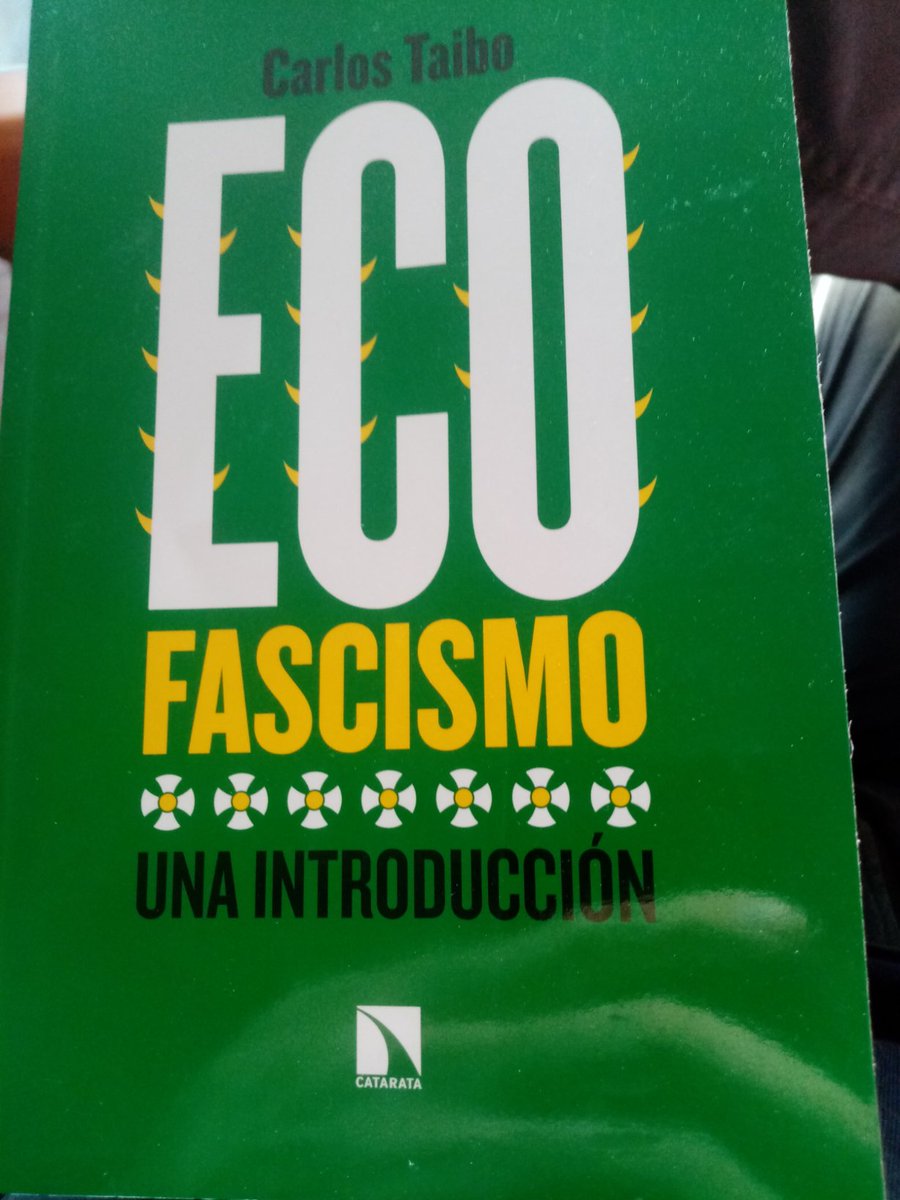 Carlos Taibo
ECO
FASCISMO
UNA INTRODUCCIÓN
CATARATA